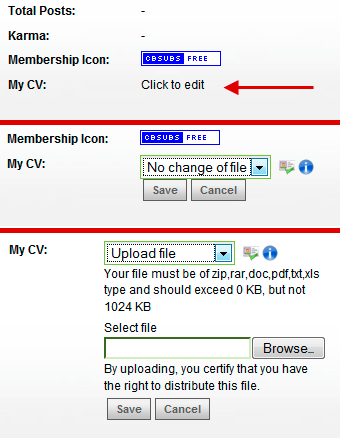 Total Posts: -
Karma: -
Membership Icon: CBSUBS FREE
My CV: Click to edit
Membership Icon: CBSUBS FREE
My CV: No change of file
Save Cancel
My CV: Upload file
Your file must be of zip,rar,doc,pdf,txt,xls
type and should exceed 0 KB, but not
1024 KB
Select file
Browse...
By uploading, you certify that you have
the right to distribute this file.
Save Cancel